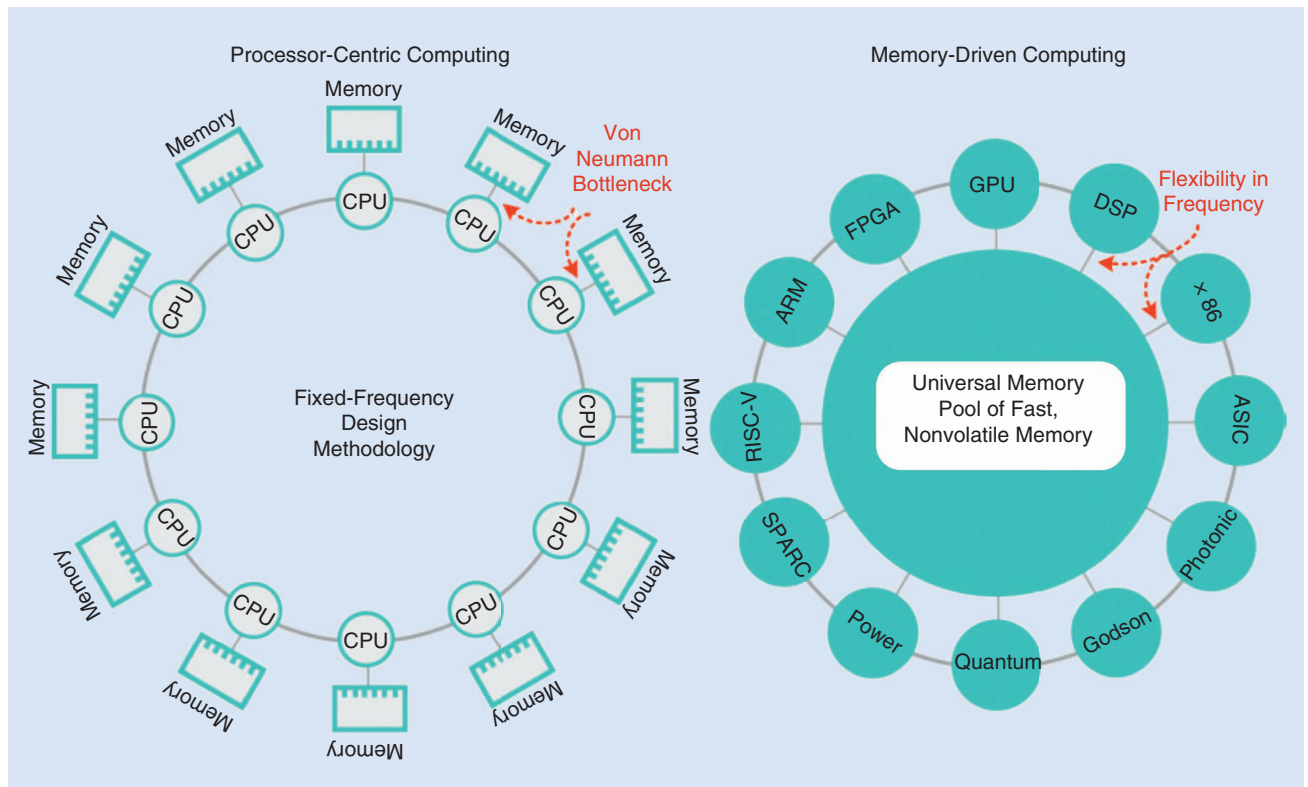 Processor-Centric Computing
Memory
Memory
Memory
Memory
Memory
Memory
Memory
Memory
Memory
Memory
Memory
Memory
CPU
CPU
CPU
CPU
CPU
CPU
CPU
CPU
CPU
CPU
CPU
CPU
Von
Neumann
Bottleneck
Fixed-Frequency
Design
Methodology
Memory-Driven Computing
GPU
DSP
× 86
ASIC
Photonic
Godson
Quantum
Power
SPARC
RISC-V
ARM
FPGA
Flexibility in
Frequency
Universal Memory
Pool of Fast,
Nonvolatile Memory